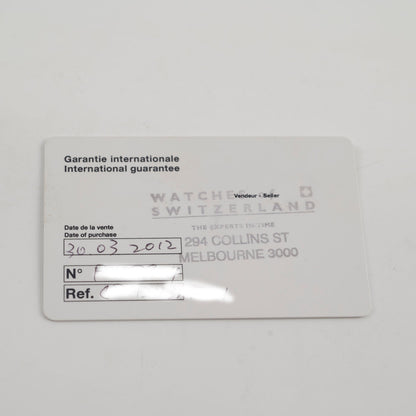 Garantie internationale
International guarantee
Vendeur - Seller
WATCHES of
SWITZERLAND
THE EXPERTS IN TIME
294 COLLINS ST
MELBOURNE 3000
Date de la vente
Date of purchase
30.03 2012
N°
Ref.